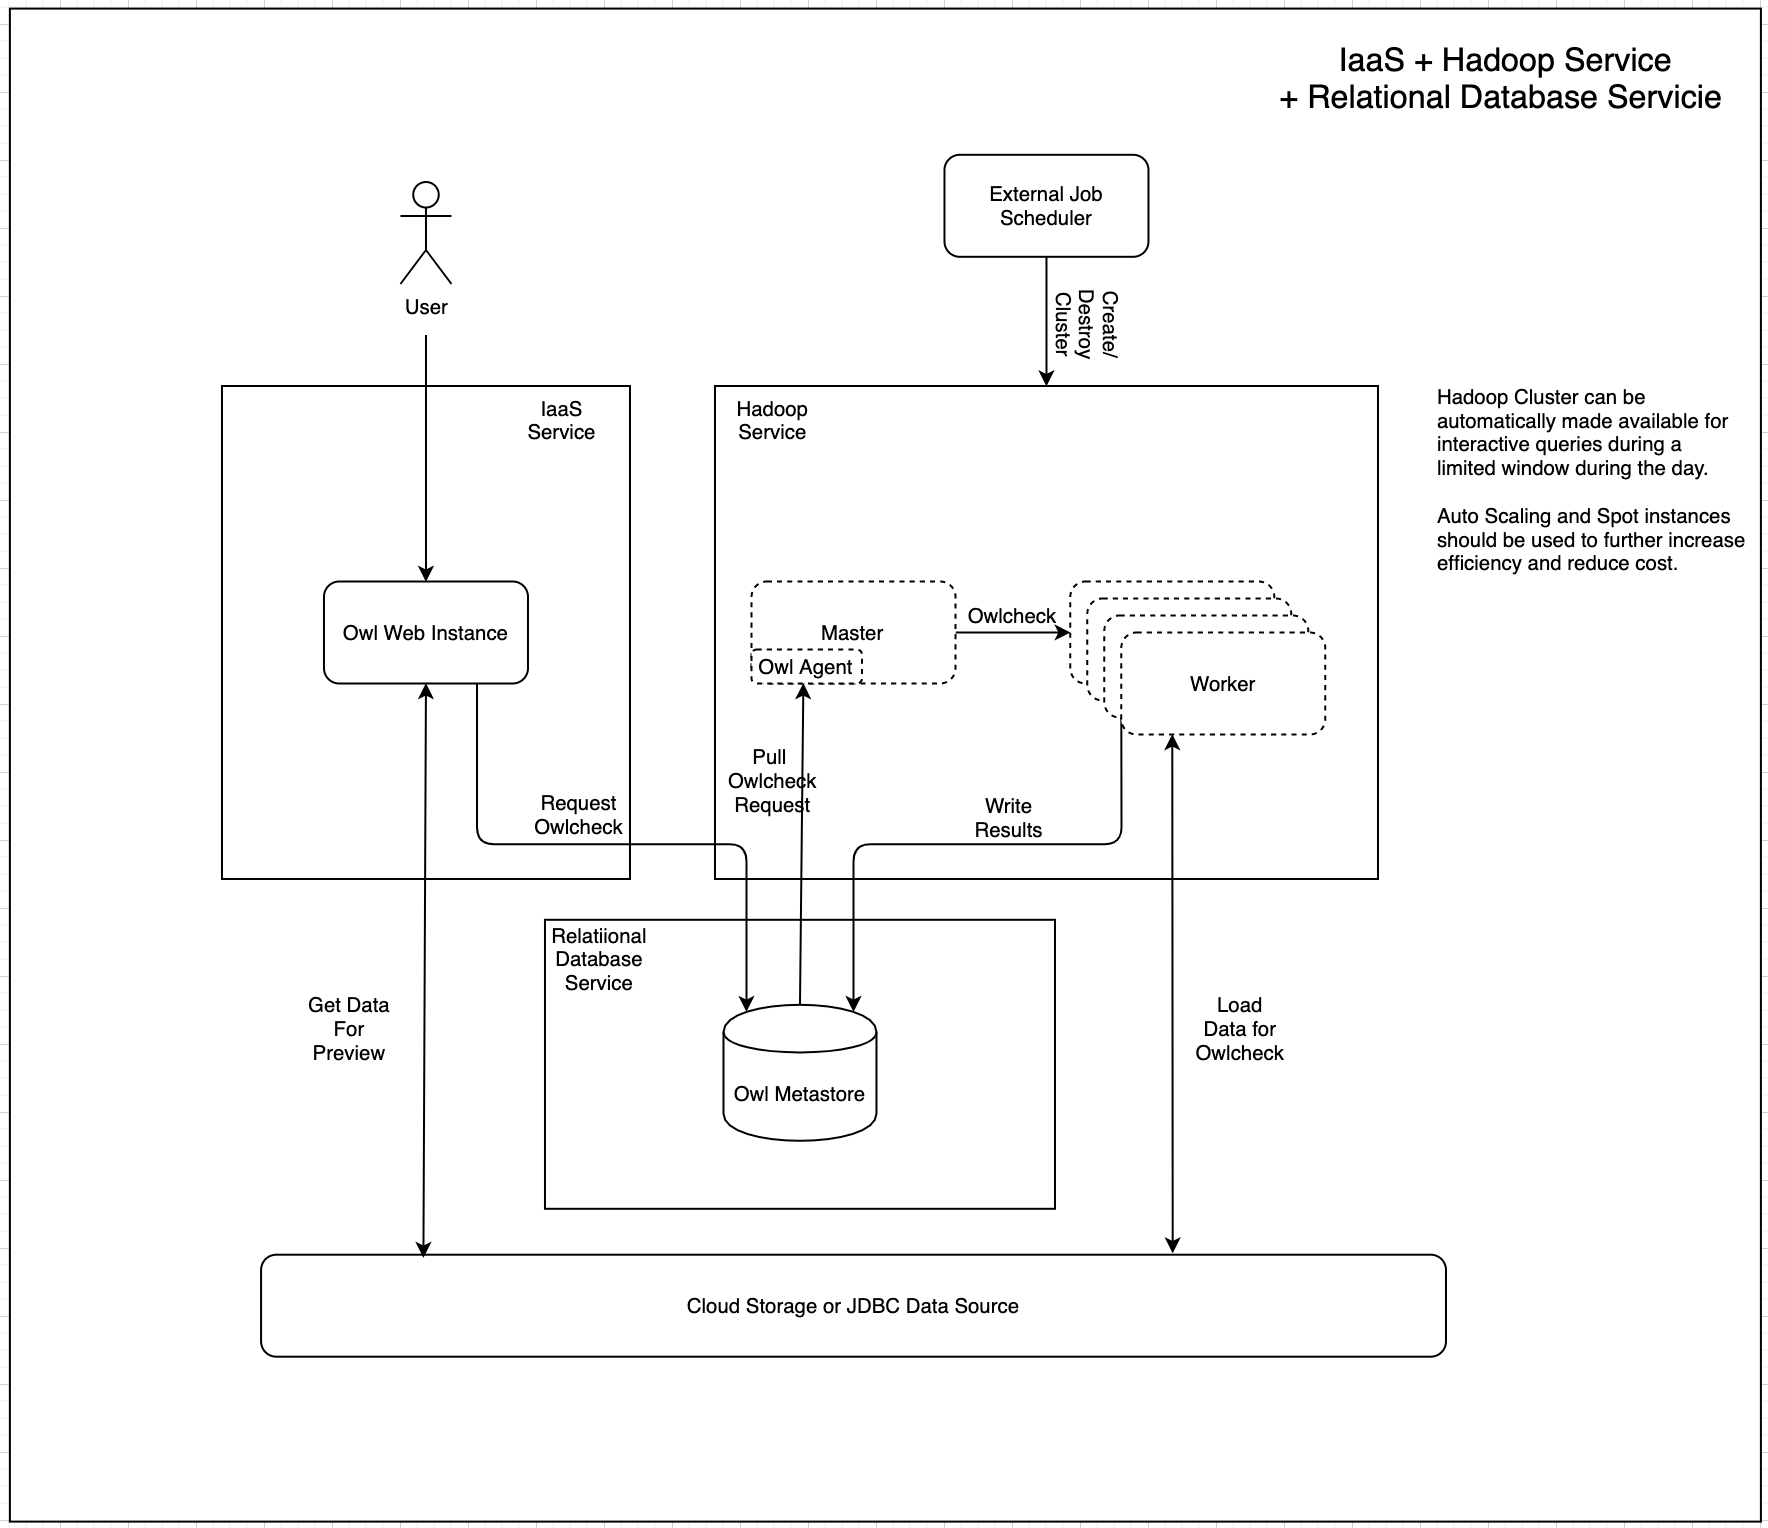 IaaS + Hadoop Service
+ Relational Database Servicie
External Job
Scheduler
User
Create/
Destroy
Cluster
IaaS
Service
Hadoop
Service
Hadoop Cluster can be
automatically made available for
interactive queries during a
limited window during the day.
Auto Scaling and Spot instances
should be used to further increase
efficiency and reduce cost.
Owl Web Instance
Master
Owl Agent
Owlcheck
Worker
Pull
Owlcheck
Request
Request
Owlcheck
Write
Results
Relatiional
Database
Service
Get Data
For
Preview
Load
Data for
Owlcheck
Owl Metastore
Cloud Storage or JDBC Data Source